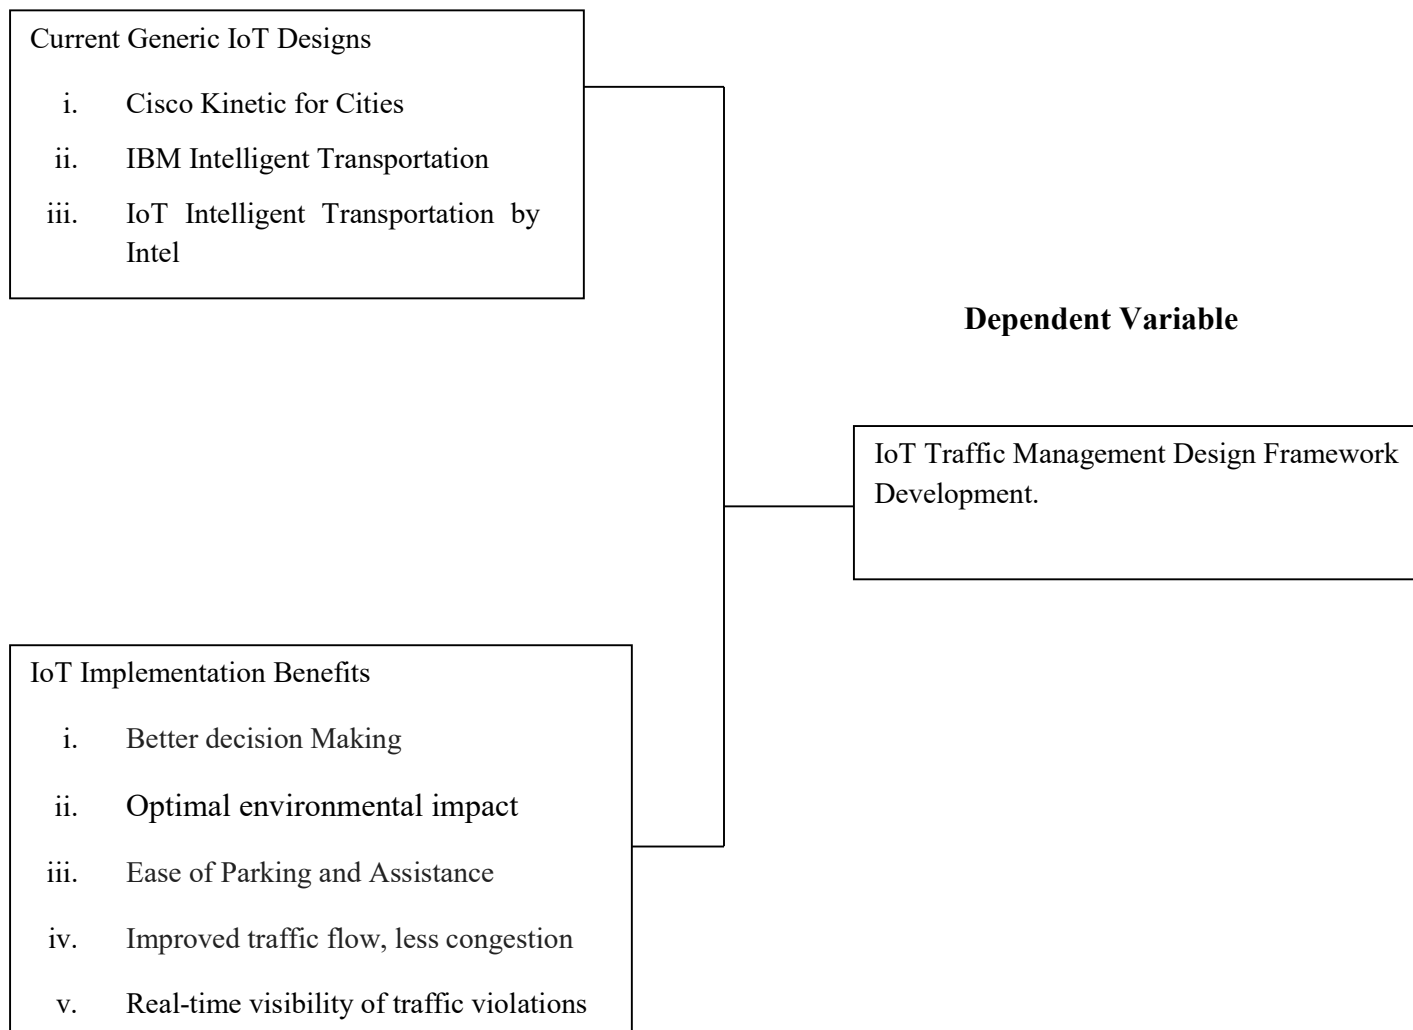 Current Generic IoT Designs
i. Cisco Kinetic for Cities
ii. IBM Intelligent Transportation
iii. IoT Intelligent Transportation by
Intel
Dependent Variable
IoT Traffic Management Design Framework
Development.
IoT Implementation Benefits
i. Better decision Making
ii. Optimal environmental impact
iii. Ease of Parking and Assistance
iv. Improved traffic flow, less congestion
v. Real-time visibility of traffic violations